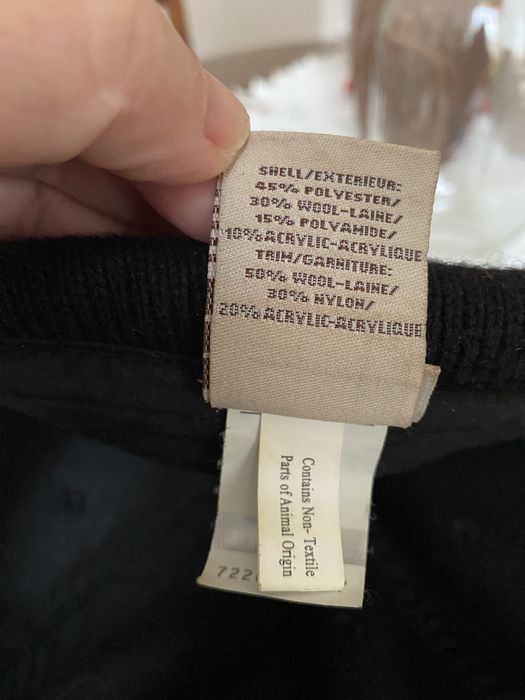 SHELL/EXTERIEUR:
45% POLYESTER/
30% WOOL-LAINE/
15% POLYAMIDE/
10% ACRYLIC-ACRYLIQUE
TRIM/GARNITURE:
50% WOOL-LAINE/
30% NYLON/
20% ACRYLIC-ACRYLIQUE
Contains Non- Textile
Parts of Animal Origin
722